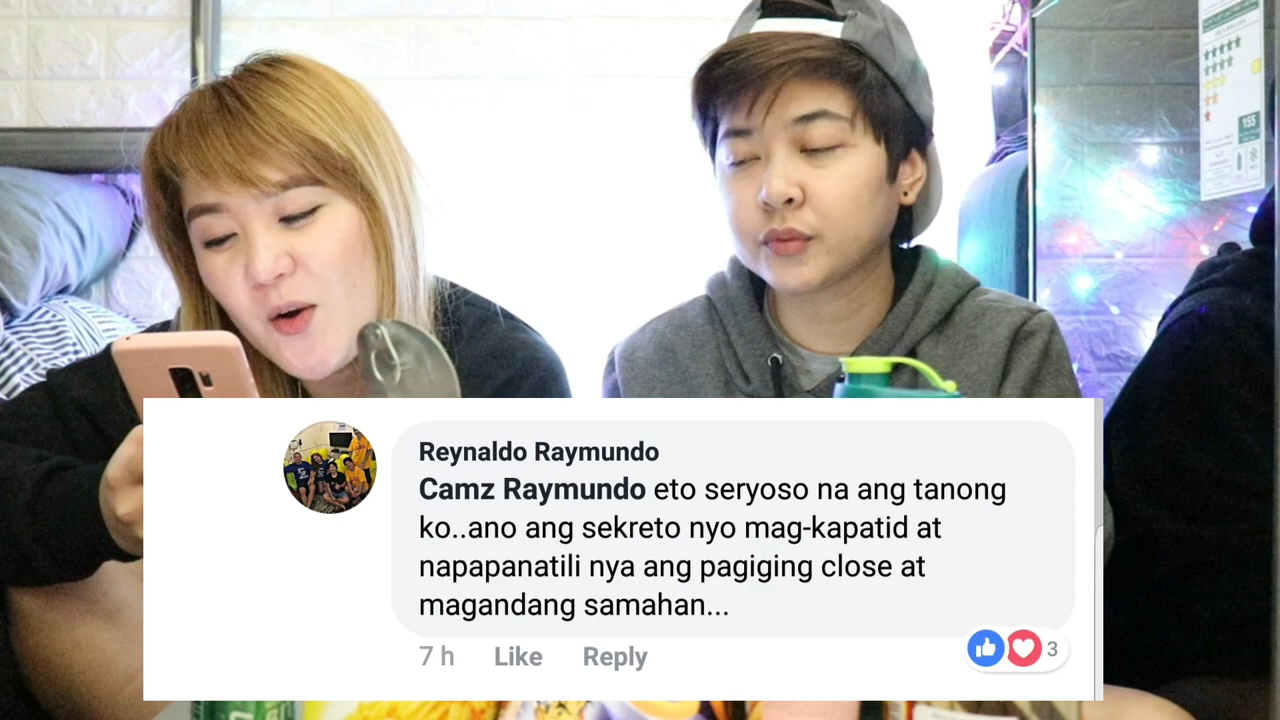 155
Reynaldo Raymundo
Camz Raymundo eto seryoso na ang tanong
ko..ano ang sekreto nyo mag-kapatid at
napapanatili nya ang pagiging close at
magandang samahan...
7 h Like Reply
3